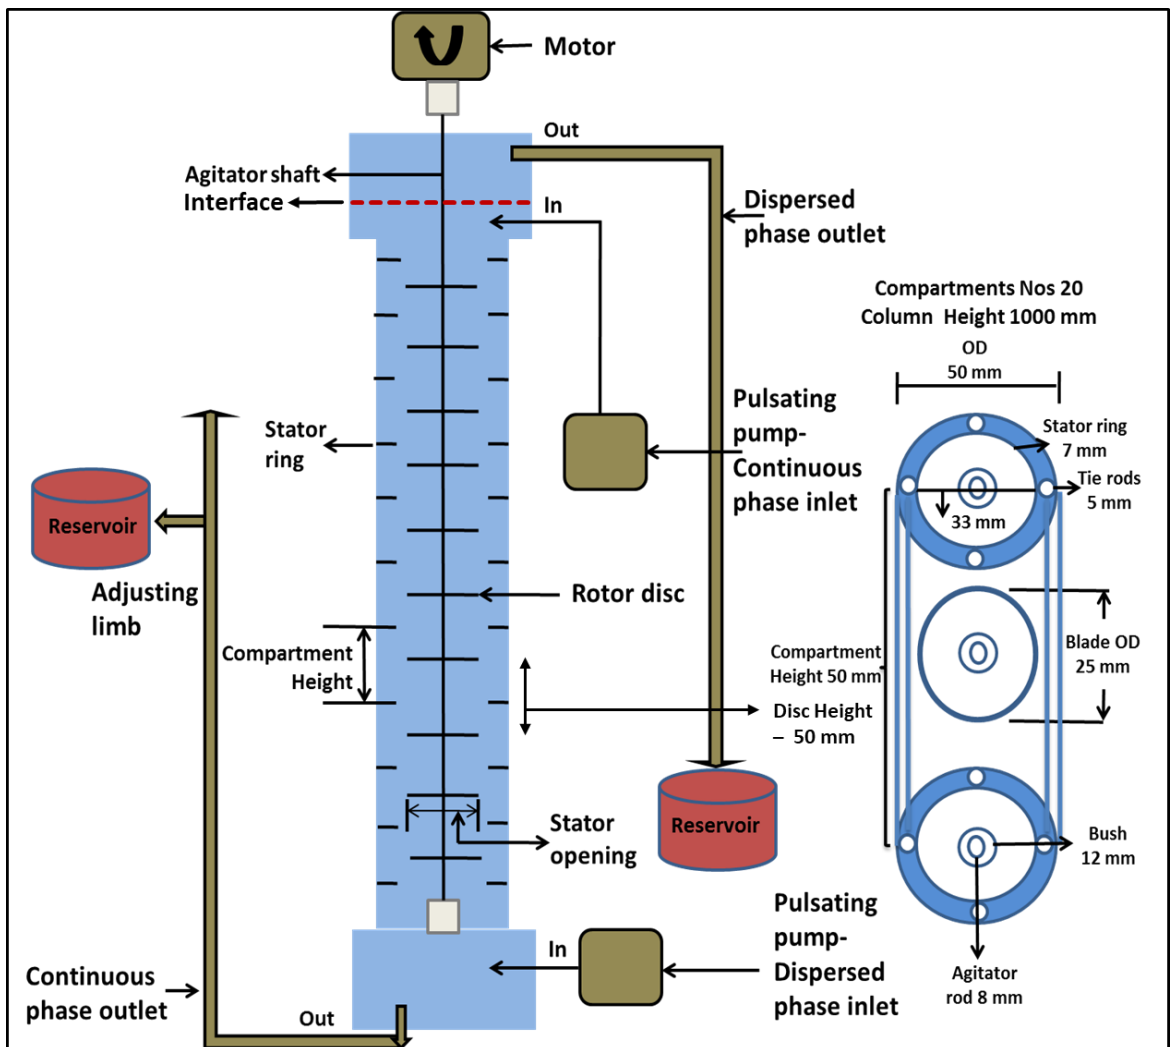 Motor
Out
Agitator shaft
Interface
In
Dispersed
phase outlet
Compartments Nos 20
Column Height 1000 mm
OD
50 mm
Stator
ring
Pulsating
pump-
Continuous
phase inlet
Stator ring
7 mm
Tie rods
5 mm
33 mm
Reservoir
Adjusting
limb
Rotor disc
Compartment
Height
Compartment
Height 50 mm
Blade OD
25 mm
Disc Height
– 50 mm
Reservoir
Stator
opening
Bush
12 mm
Pulsating
pump-
Dispersed
phase inlet
In
Agitator
rod 8 mm
Continuous
phase outlet
Out